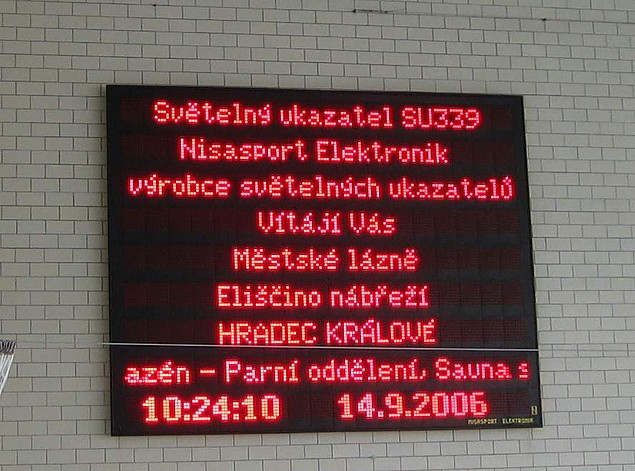 Světelný ukazatel SU339
Nisasport Elektronik
výrobce světelných ukazatelů
Vítájí Vás
Městské lázně
Eliščino nábřeží
HRADEC KRÁLOVÉ
azén - Parní oddělení, Sauna s
10:24:10 14.9.2006
NISASPORT ELEKTRONIK